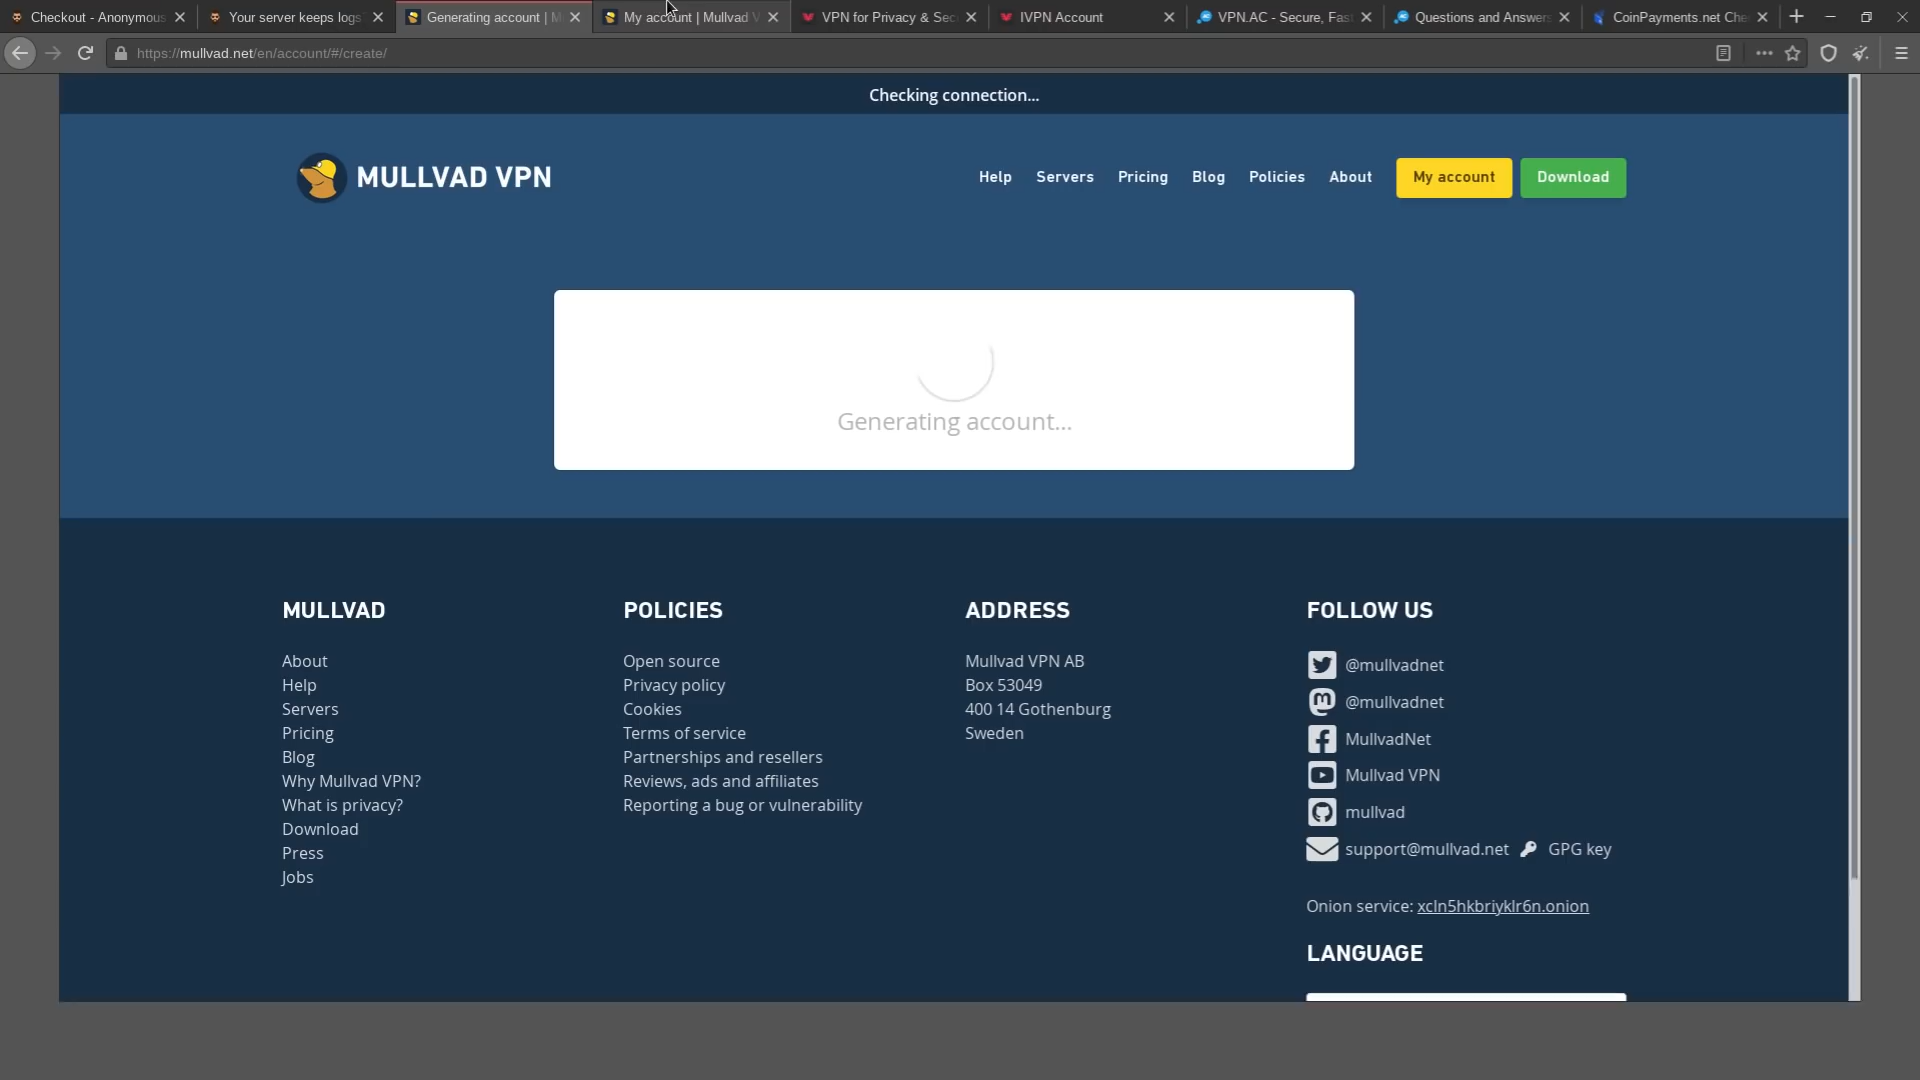 Checkout - Anonymous
Your server keeps logs?
Generating account | M
My account | Mullvad V
VPN for Privacy & Sec
IVPN Account
VPN.AC - Secure, Fas
Questions and Answers
CoinPayments.net Che
https://mullvad.net/en/account/#/create/
Checking connection...
MULLVAD VPN
Help
Servers
Pricing
Blog
Policies
About
My account
Download
Generating account...
MULLVAD
About
Help
Servers
Pricing
Blog
Why Mullvad VPN?
What is privacy?
Download
Press
Jobs
POLICIES
Open source
Privacy policy
Cookies
Terms of service
Partnerships and resellers
Reviews, ads and affiliates
Reporting a bug or vulnerability
ADDRESS
Mullvad VPN AB
Box 53049
400 14 Gothenburg
Sweden
FOLLOW US
@mullvadnet
@mullvadnet
MullvadNet
Mullvad VPN
mullvad
support@mullvad.net GPG key
Onion service: xcln5hkbriyklr6n.onion
LANGUAGE